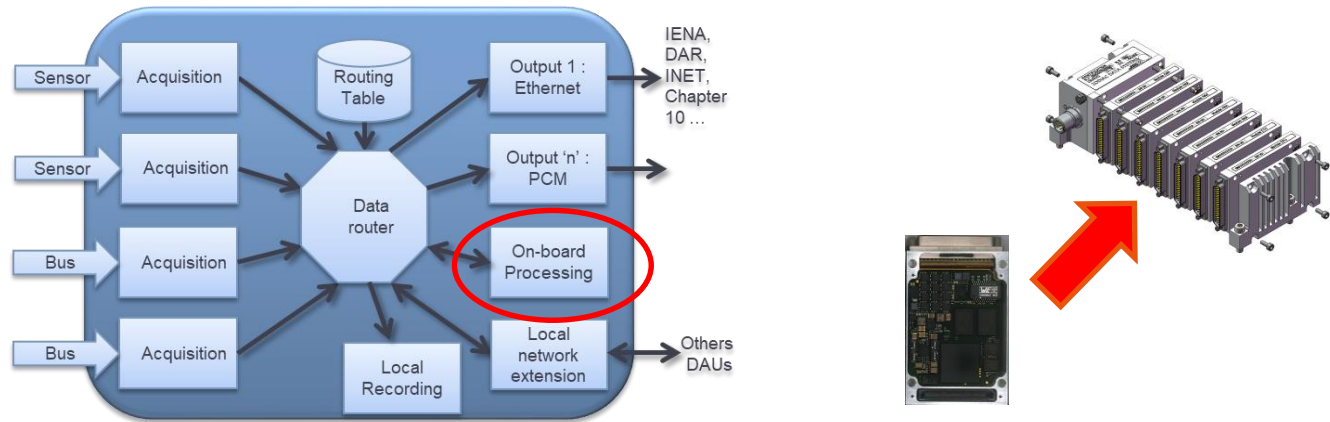 Sensor
Acquisition
Routing
Table
Output 1 :
Ethernet
IENA,
DAR,
INET,
Chapter
10 ...
Sensor
Acquisition
Data
router
Output ‘n’ :
PCM
Bus
Acquisition
On-board
Processing
Bus
Acquisition
Local
Recording
Local
network
extension
Others
DAUs